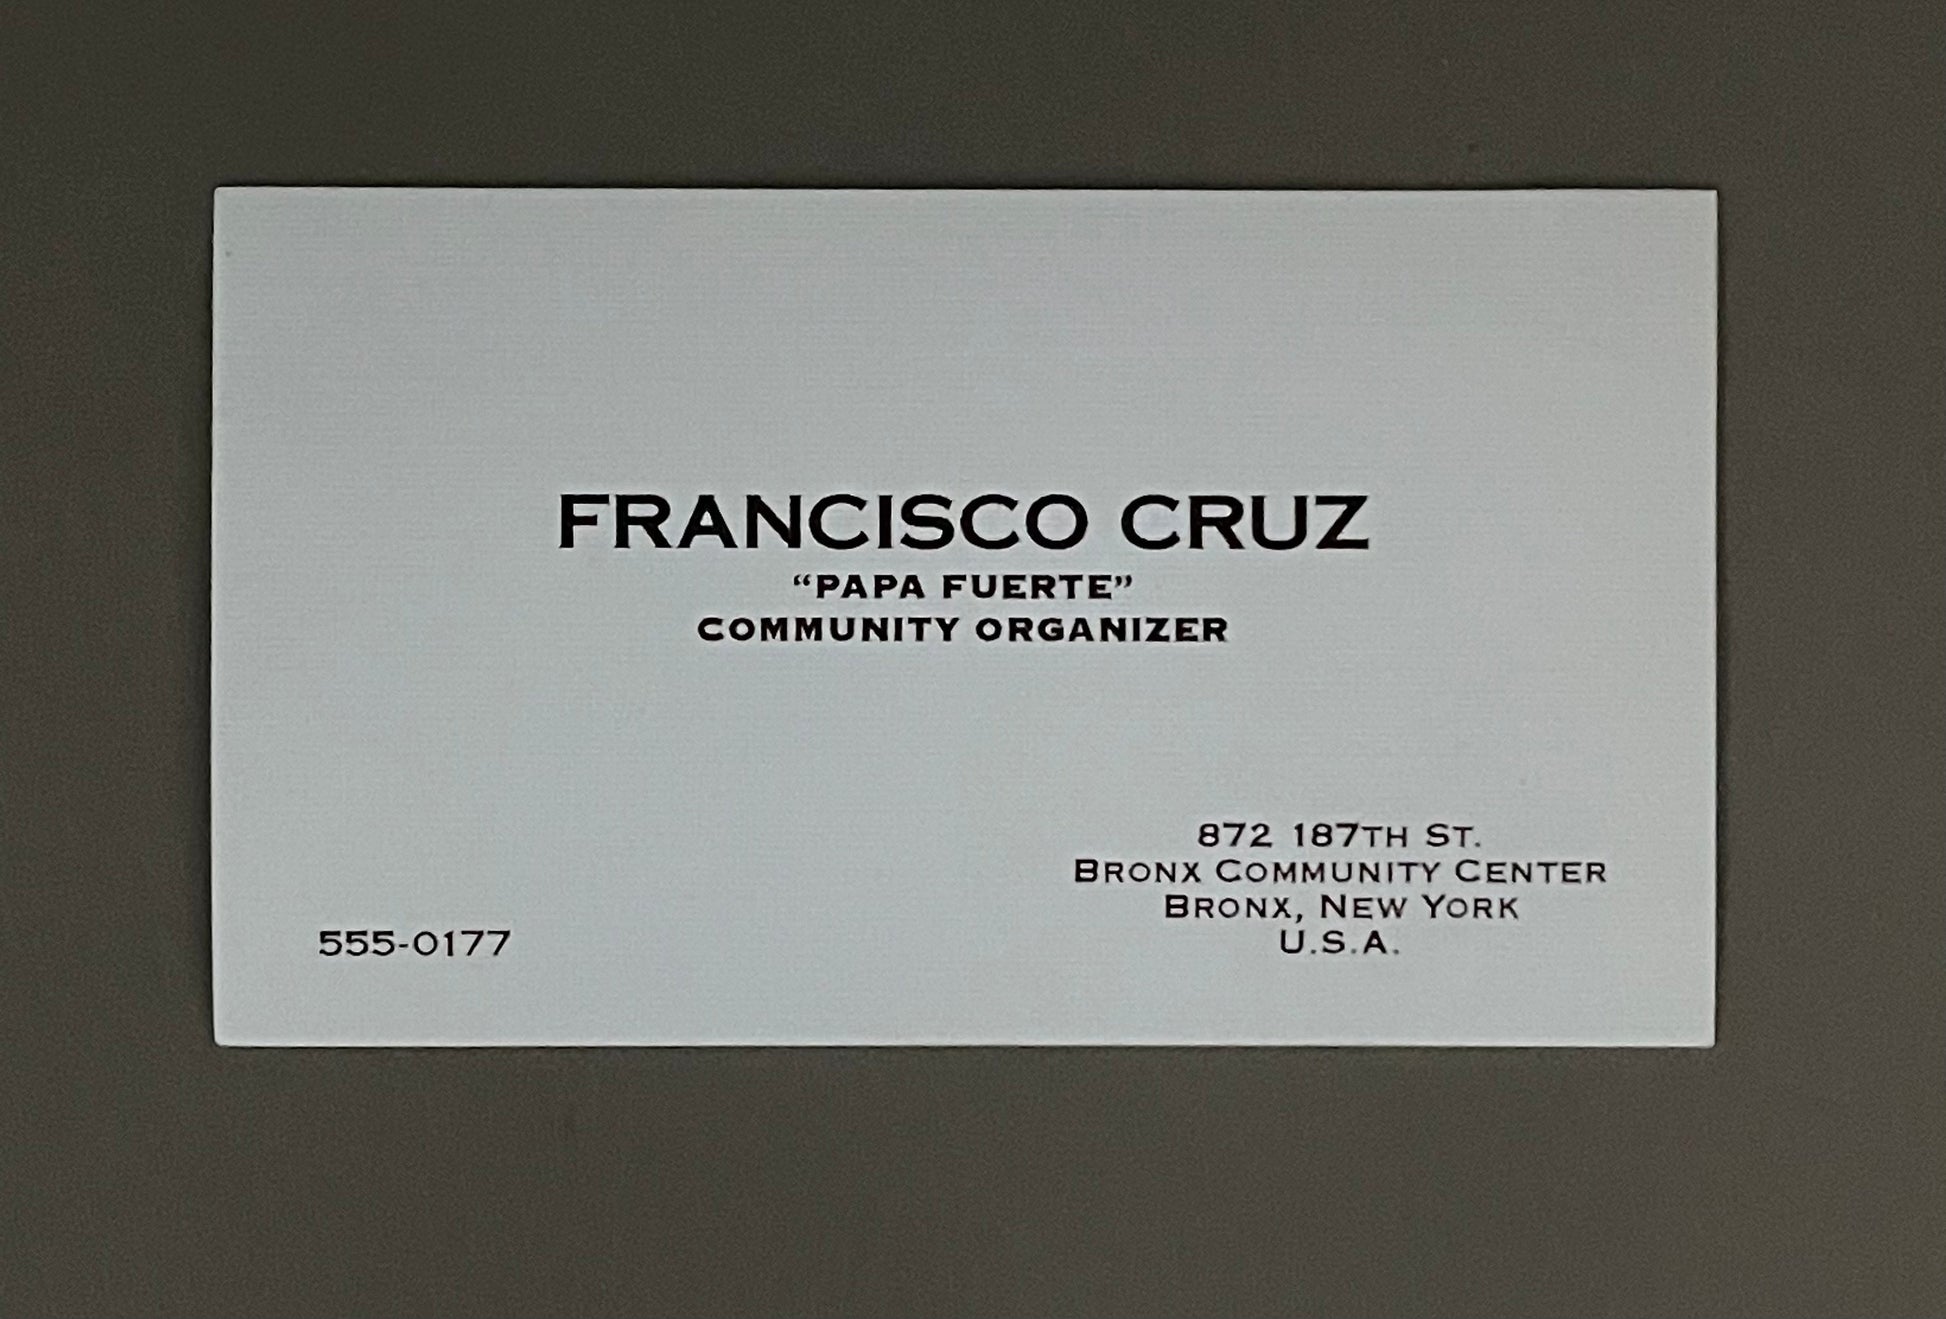 FRANCISCO CRUZ
“PAPA FUERTE”
COMMUNITY ORGANIZER
555-0177
872 187TH ST.
BRONX COMMUNITY CENTER
BRONX, NEW YORK
U.S.A.